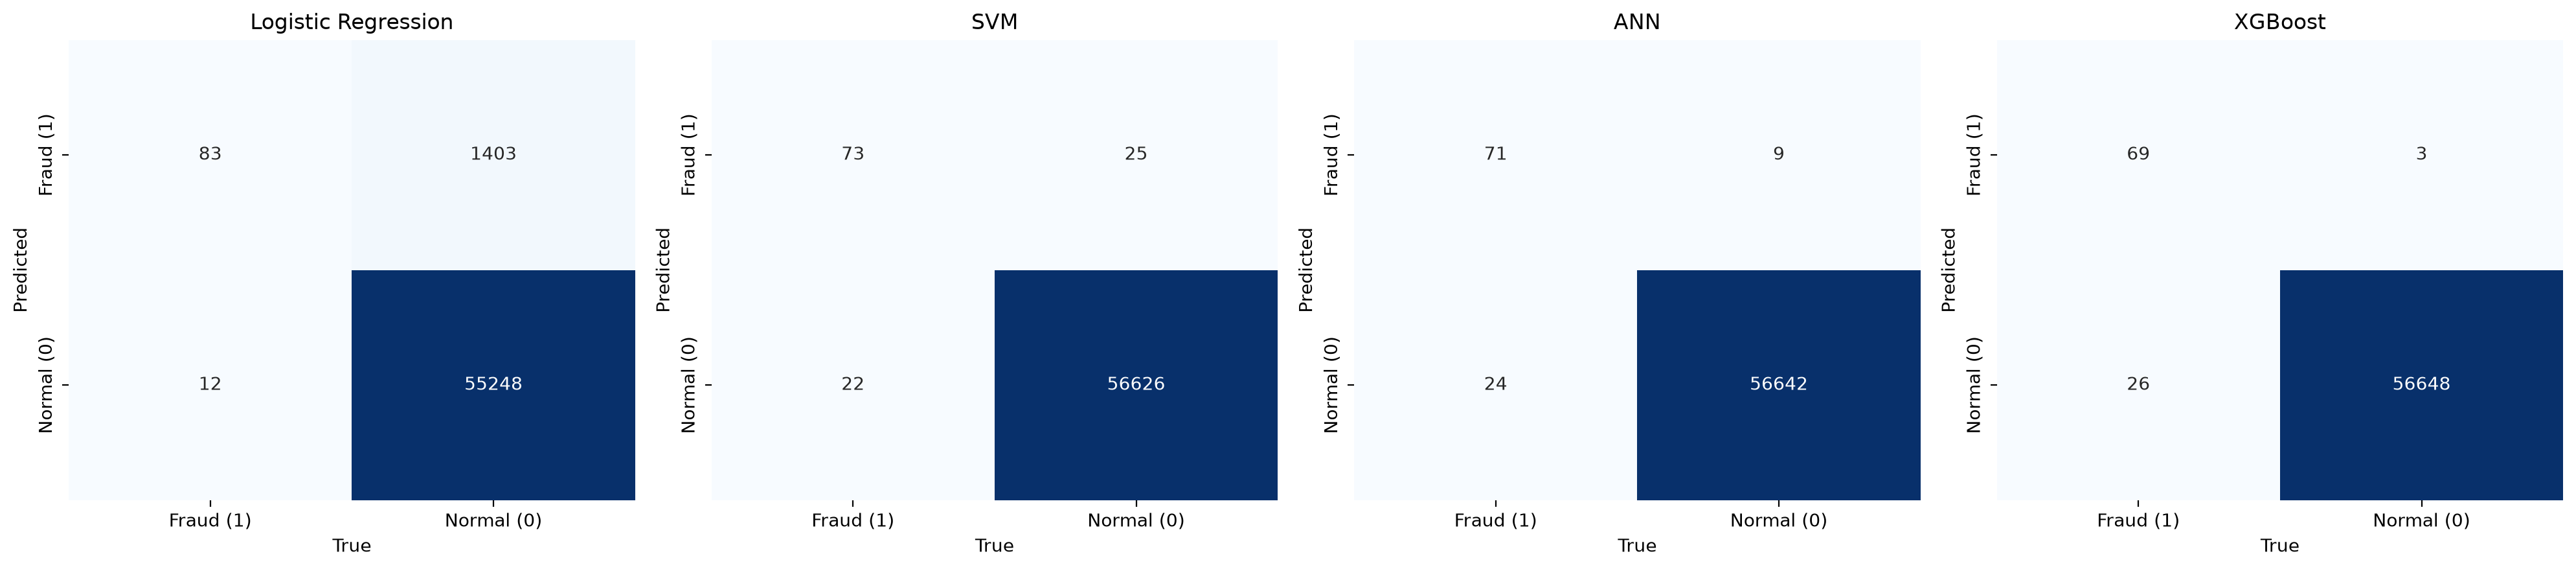 Logistic Regression
Predicted
Fraud (1)
Normal (0)
83
1403
12
55248
Fraud (1)
Normal (0)
True
SVM
Predicted
Fraud (1)
Normal (0)
73
25
22
56626
Fraud (1)
Normal (0)
True
ANN
Predicted
Fraud (1)
Normal (0)
71
9
24
56642
Fraud (1)
Normal (0)
True
XGBoost
Predicted
Fraud (1)
Normal (0)
69
3
26
56648
Fraud (1)
Normal (0)
True